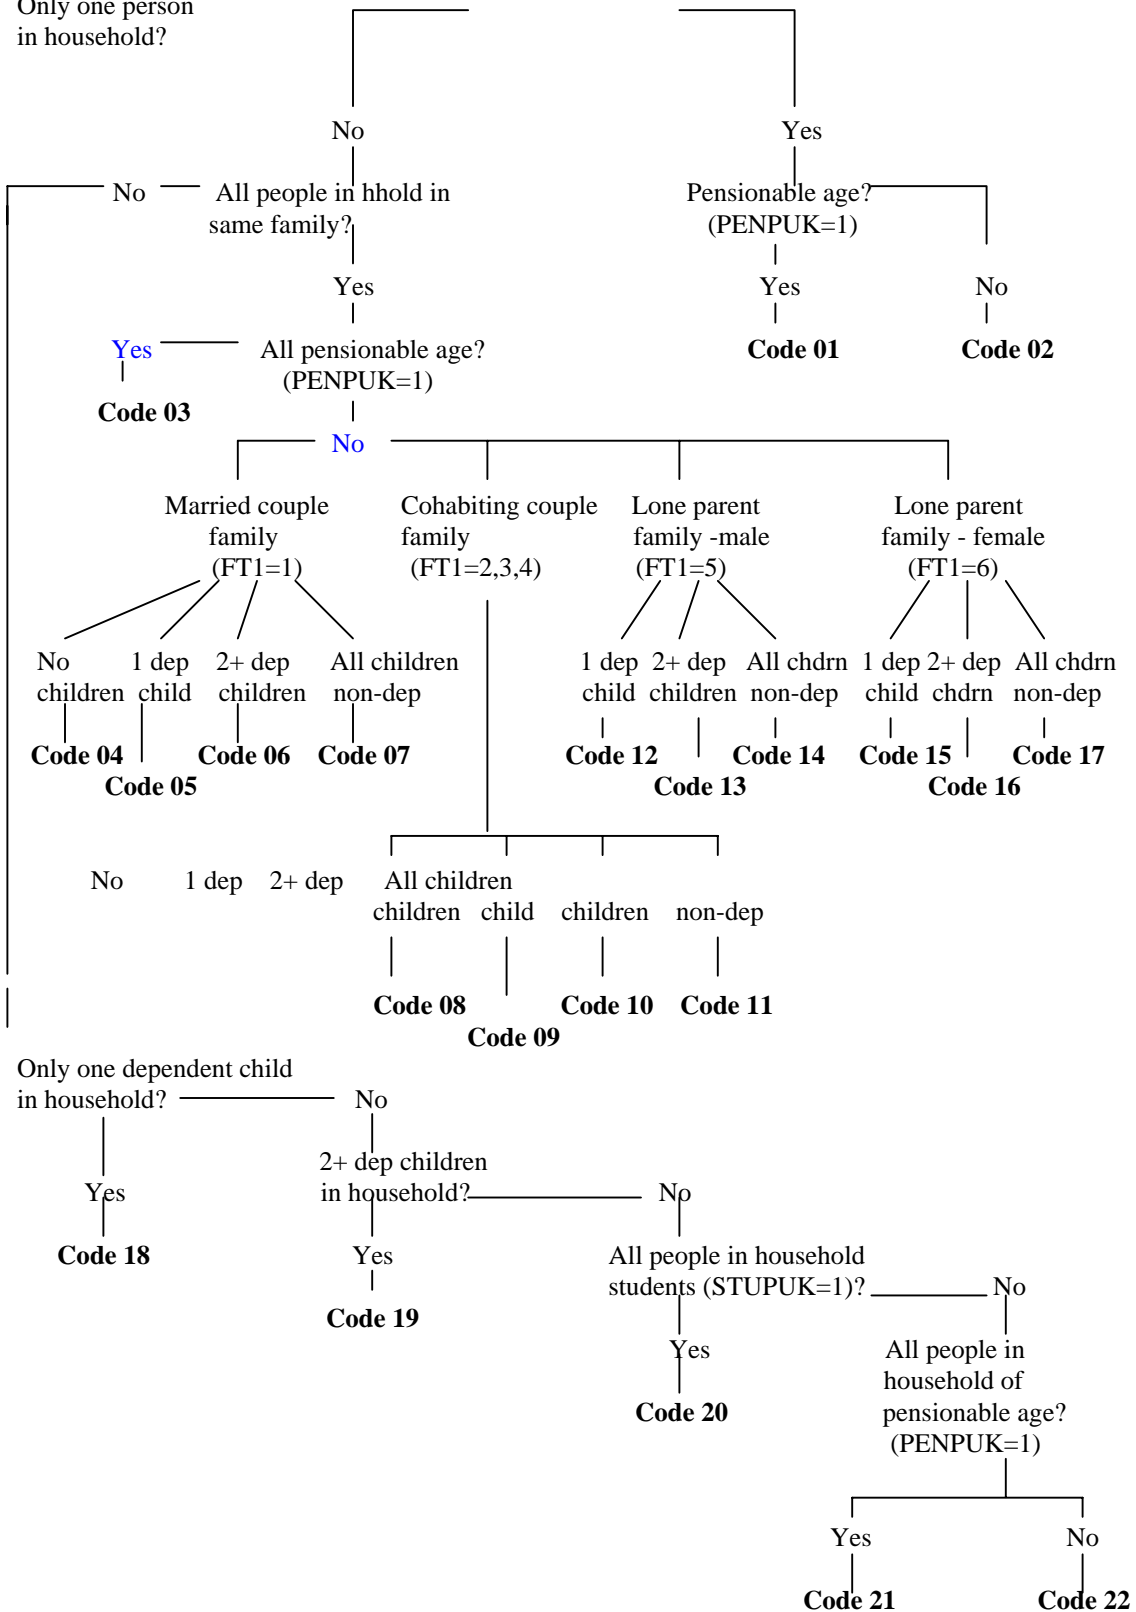 Only one person
in household?
No Yes
No All people in hhold in Pensionable age?
same family? (PENPUK=1)
Yes Yes No
Yes All pensionable age? Code 01 Code 02
(PENPUK=1)
Code 03
No
Married couple Cohabiting couple Lone parent Lone parent
family family family -male family - female
(FT1=1) (FT1=2,3,4) (FT1=5) (FT1=6)
No 1 dep 2+ dep All children 1 dep 2+ dep All chdrn 1 dep 2+ dep All chdrn
children child children non-dep child children non-dep child chdrn non-dep
Code 04 Code 06 Code 07 Code 12 Code 14 Code 15 Code 17
Code 05 Code 13 Code 16
No 1 dep 2+ dep All children
children child children non-dep
Code 08 Code 10 Code 11
Code 09
Only one dependent child
in household? No
2+ dep children
Yes in household? No
Code 18 Yes All people in household
students (STUPUK=1)? No
Code 19
Yes All people in
household of
Code 20 pensionable age?
(PENPUK=1)
Yes No
Code 21 Code 22